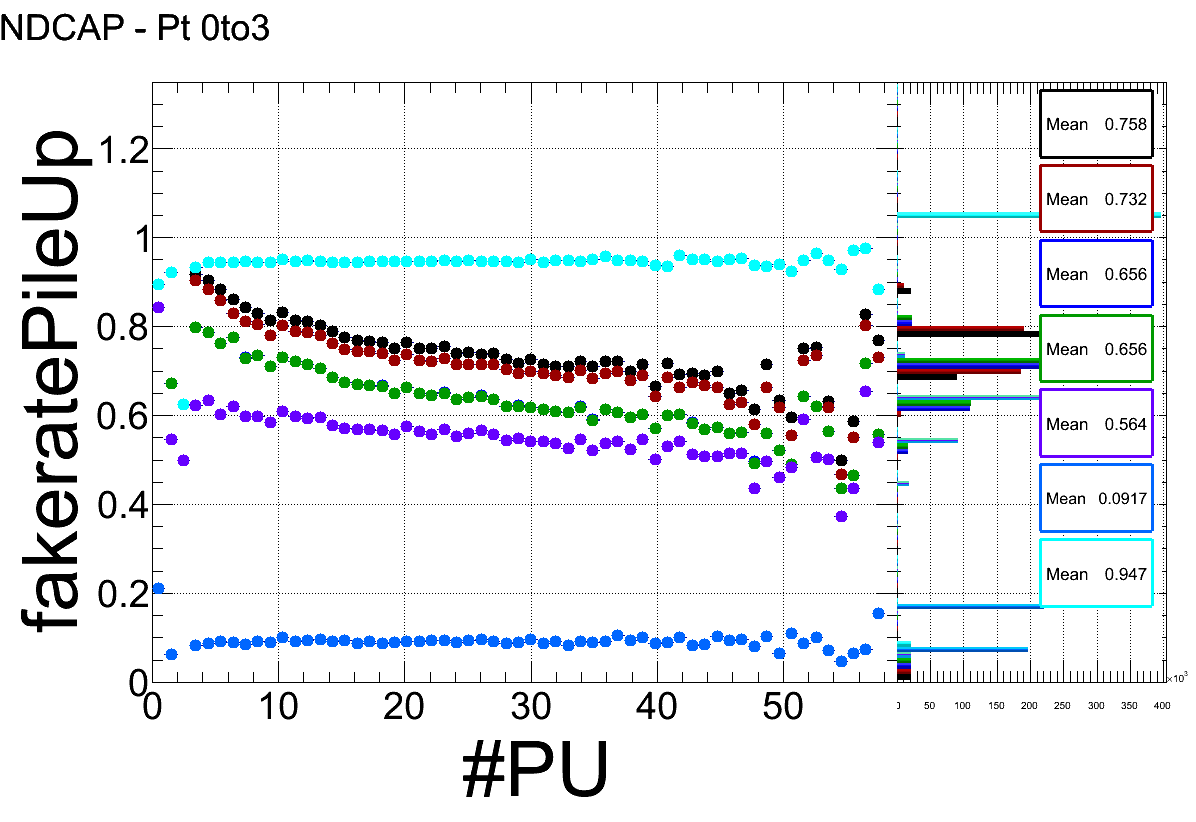 NDCAP - Pt 0to3
fakeratePileUp
1.2
1
0.8
0.6
0.4
0.2
0
0 10 20 30 40 50
#PU
Mean 0.758
Mean 0.732
Mean 0.656
Mean 0.656
Mean 0.564
Mean 0.0917
Mean 0.947
×10³
0 50 100 150 200 250 300 350 400